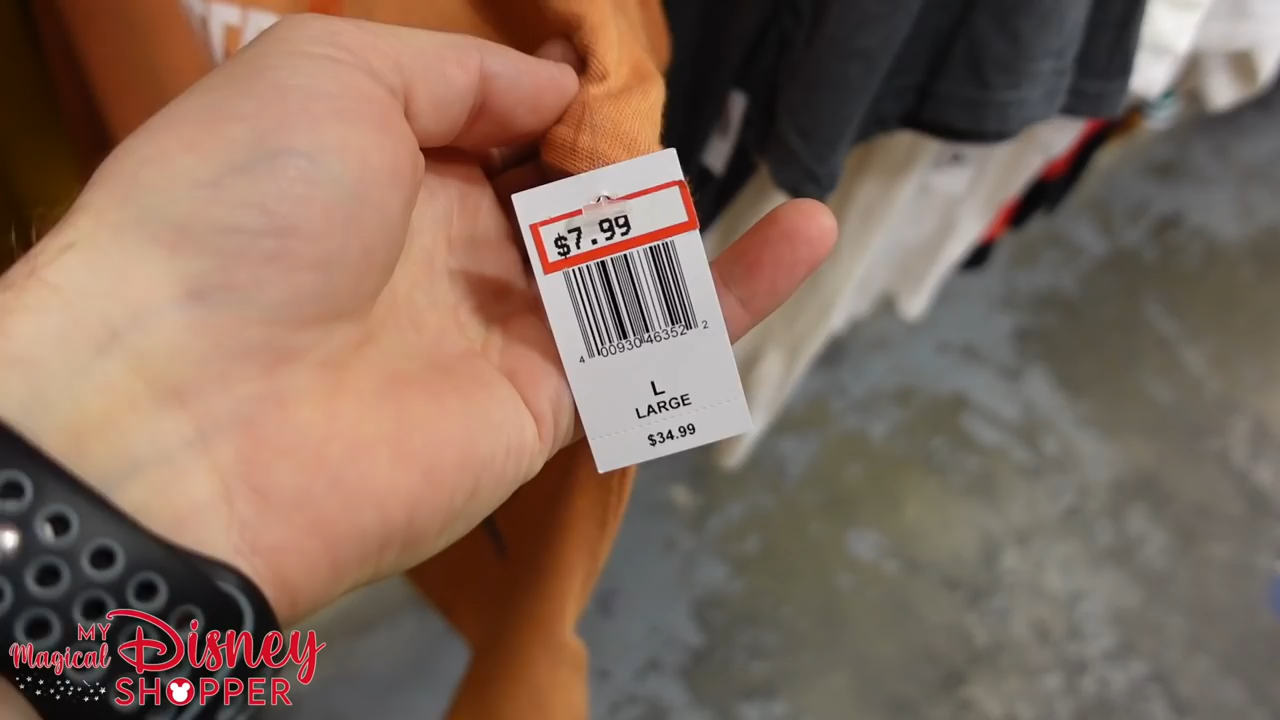 $7.99
4 00930 46352 2
L
LARGE
$34.99
MY
Magical Disney
SHOPPER